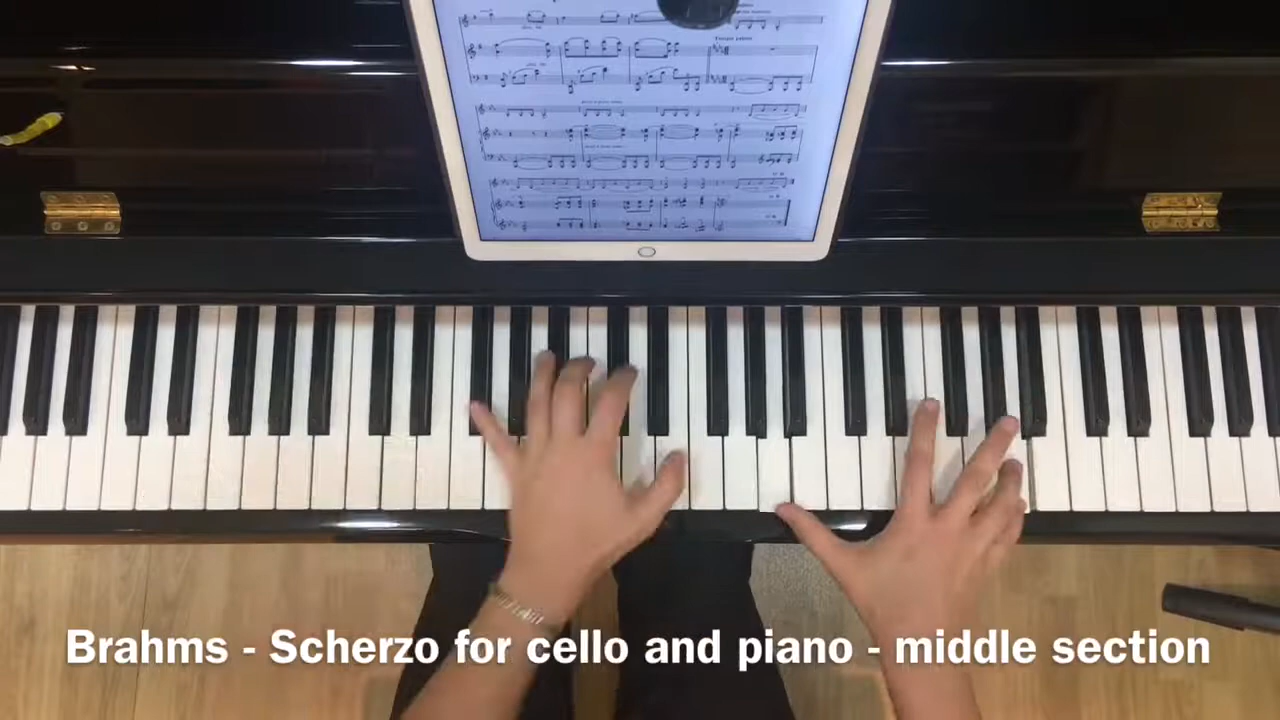 Brahms - Scherzo for cello and piano - middle section